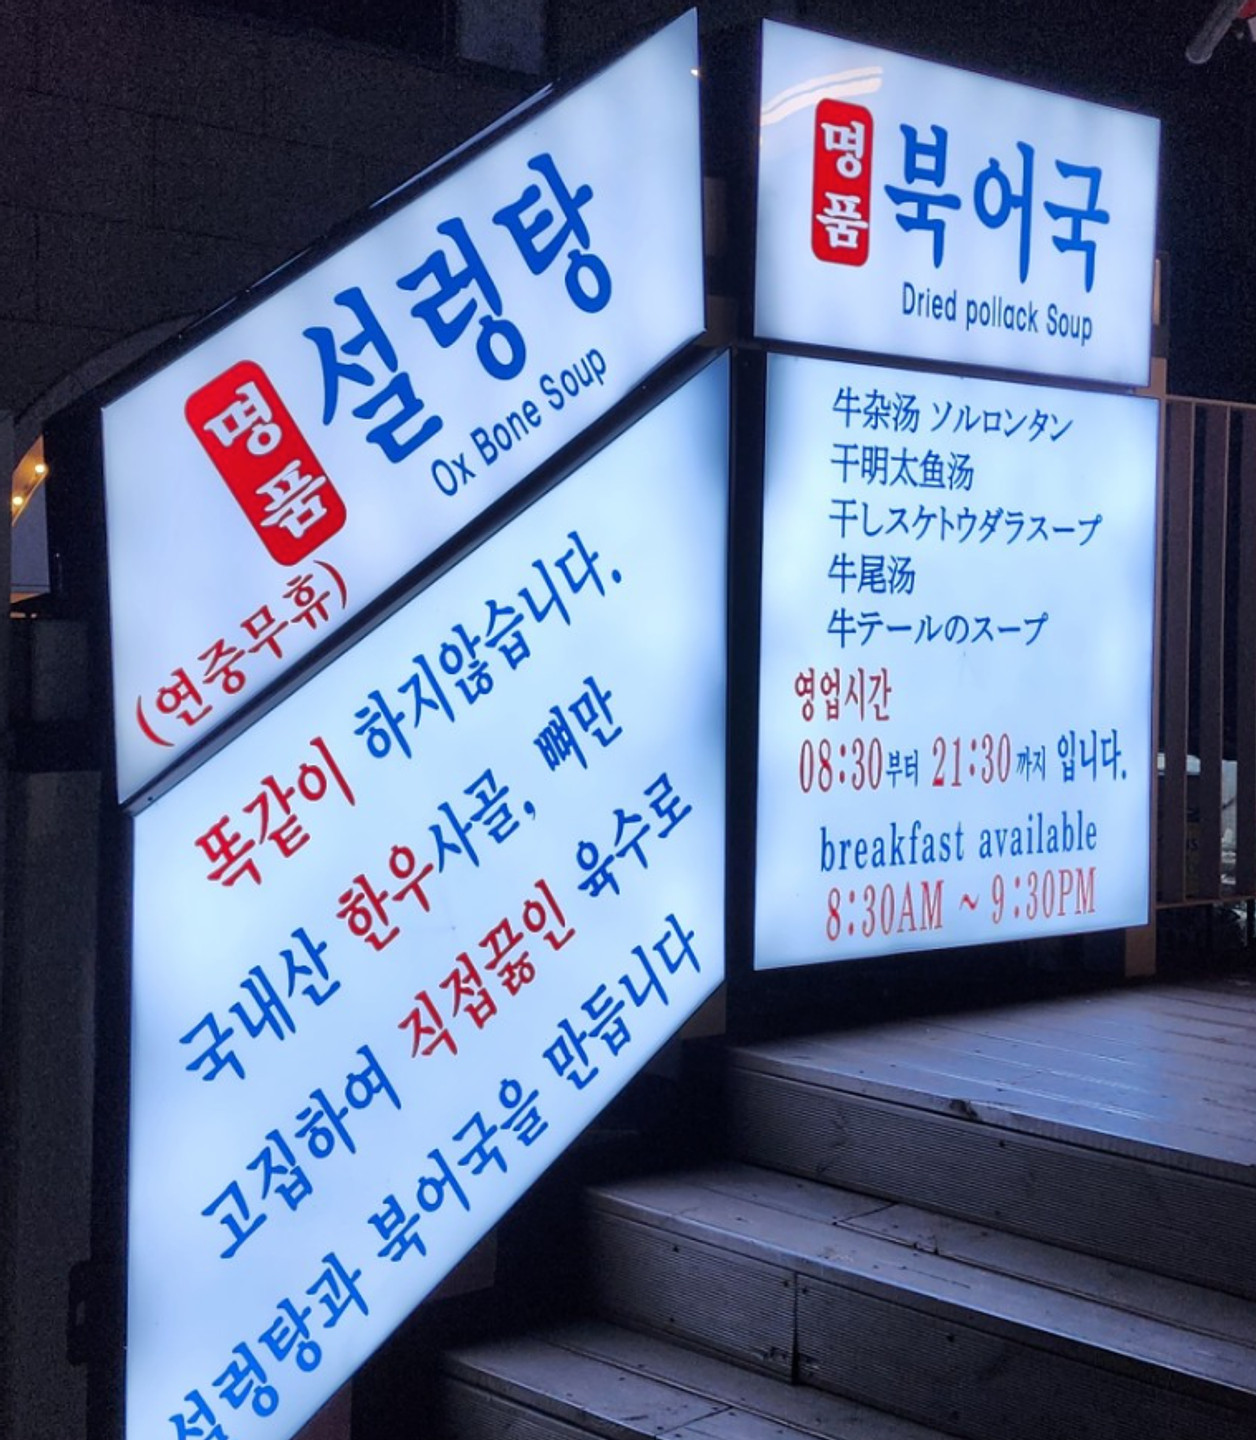 명품 설렁탕
Ox Bone Soup
(연중무휴)
똑같이 하지않습니다.
국내산 한우사골, 뼈만
고집하여 직접끓인 육수로
설렁탕과 북어국을 만듭니다
명품 북어국
Dried pollack Soup
牛杂汤 ソルロンタン
干明太鱼汤
干しスケトウダラスープ
牛尾汤
牛テールのスープ
영업시간
08:30부터 21:30까지 입니다.
breakfast available
8:30AM ~ 9:30PM